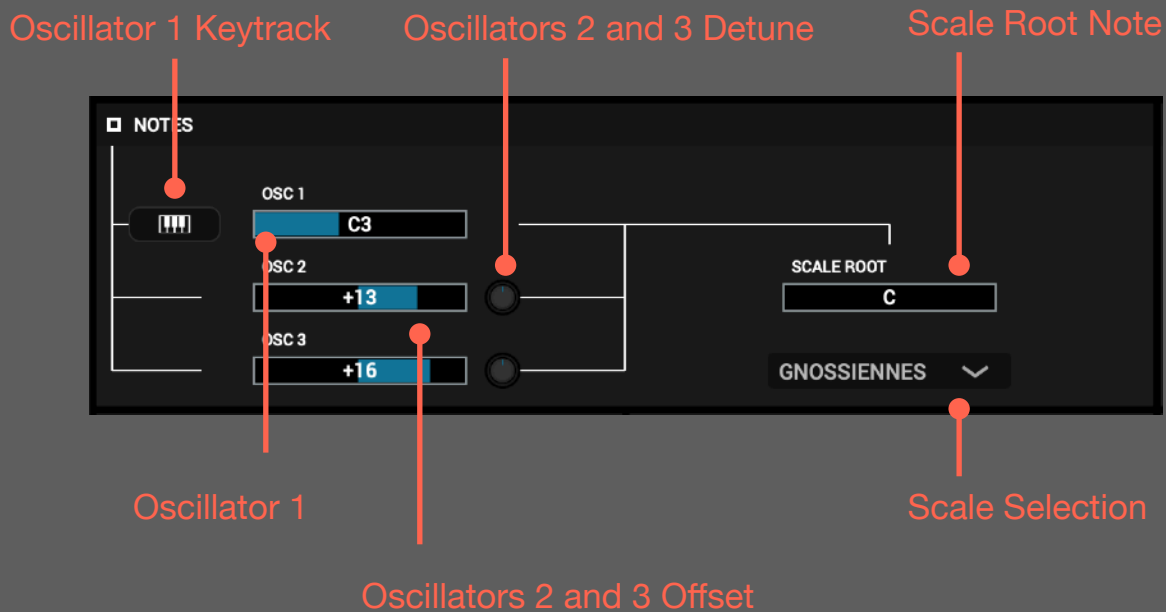 Oscillator 1 Keytrack
Oscillators 2 and 3 Detune
Scale Root Note
NOTES
OSC 1
C3
OSC 2
+13
SCALE ROOT
C
OSC 3
+16
GNOSSIENNES
Oscillator 1
Scale Selection
Oscillators 2 and 3 Offset